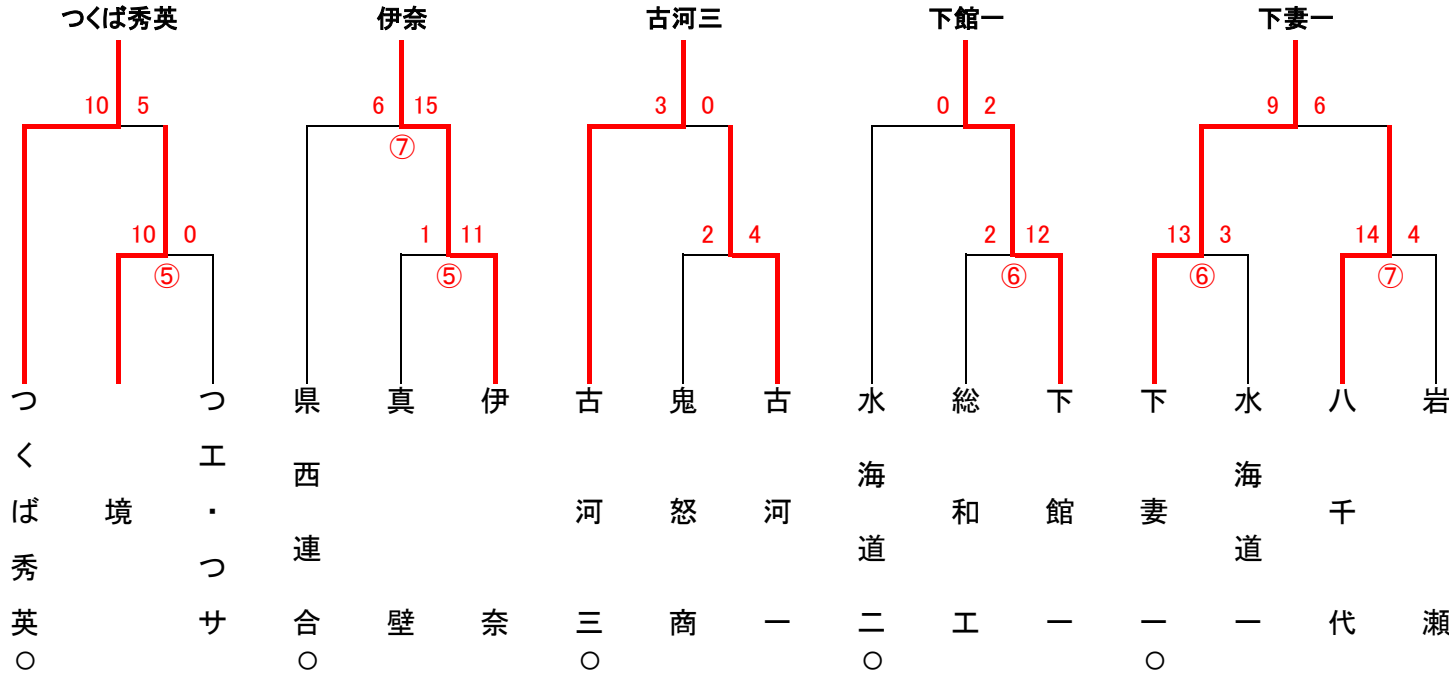 つくば秀英 伊奈 古河三 下館一 下妻一
10 5 6 15 3 0 0 2 9 6
⑦
10 0 1 11 2 4 2 12 13 3 14 4
⑤ ⑤ ⑥ ⑥ ⑦
つくば秀英○
境
つエ・つサ
県西連合○
真壁
伊奈
古河三○
鬼怒商
古河一
水海道二○
総和工
下館一
下妻一○
水海道一
八千代
岩瀬